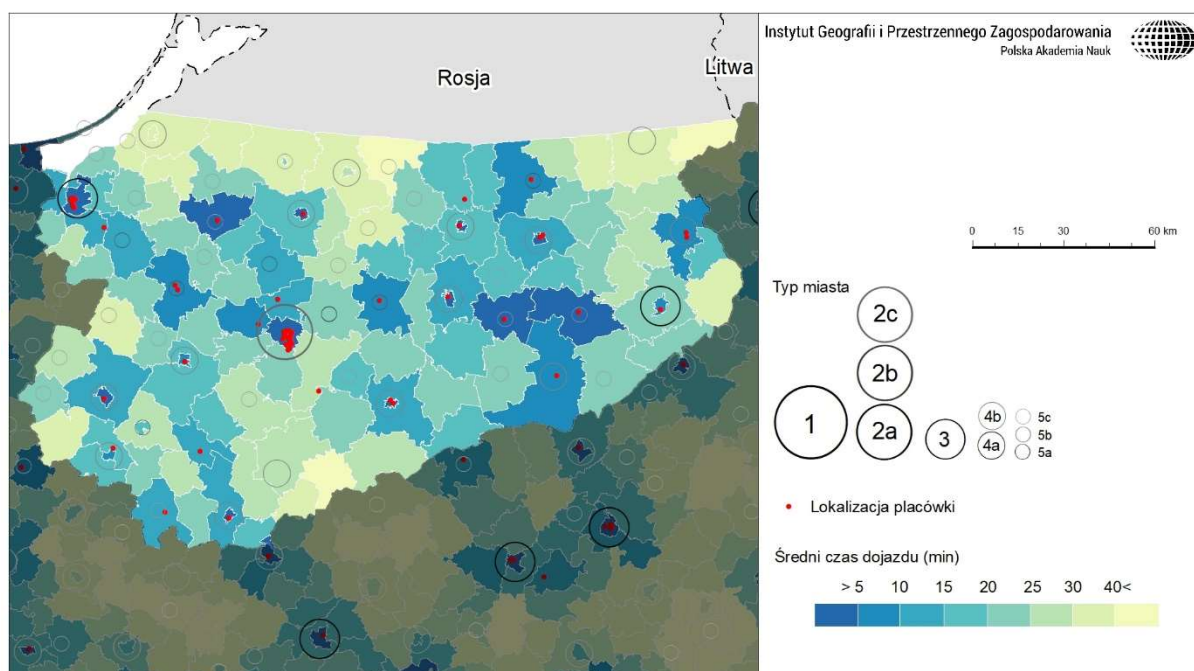 Instytut Geografii i Przestrzennego Zagospodarowania
Polska Akademia Nauk
Rosja
Litwa
0 15 30 60 km
Typ miasta
2c
2b
1
2a
3
4b
4a
5c
5b
5a
Lokalizacja placówki
Średni czas dojazdu (min)
> 5 10 15 20 25 30 40<